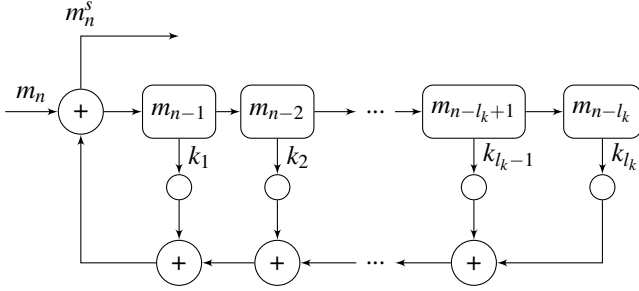 m_n^s
m_n + m_{n-1} m_{n-2} ... m_{n-l_k+1} m_{n-l_k}
k_1 k_2 k_{l_k-1} k_{l_k}
+ + ... +